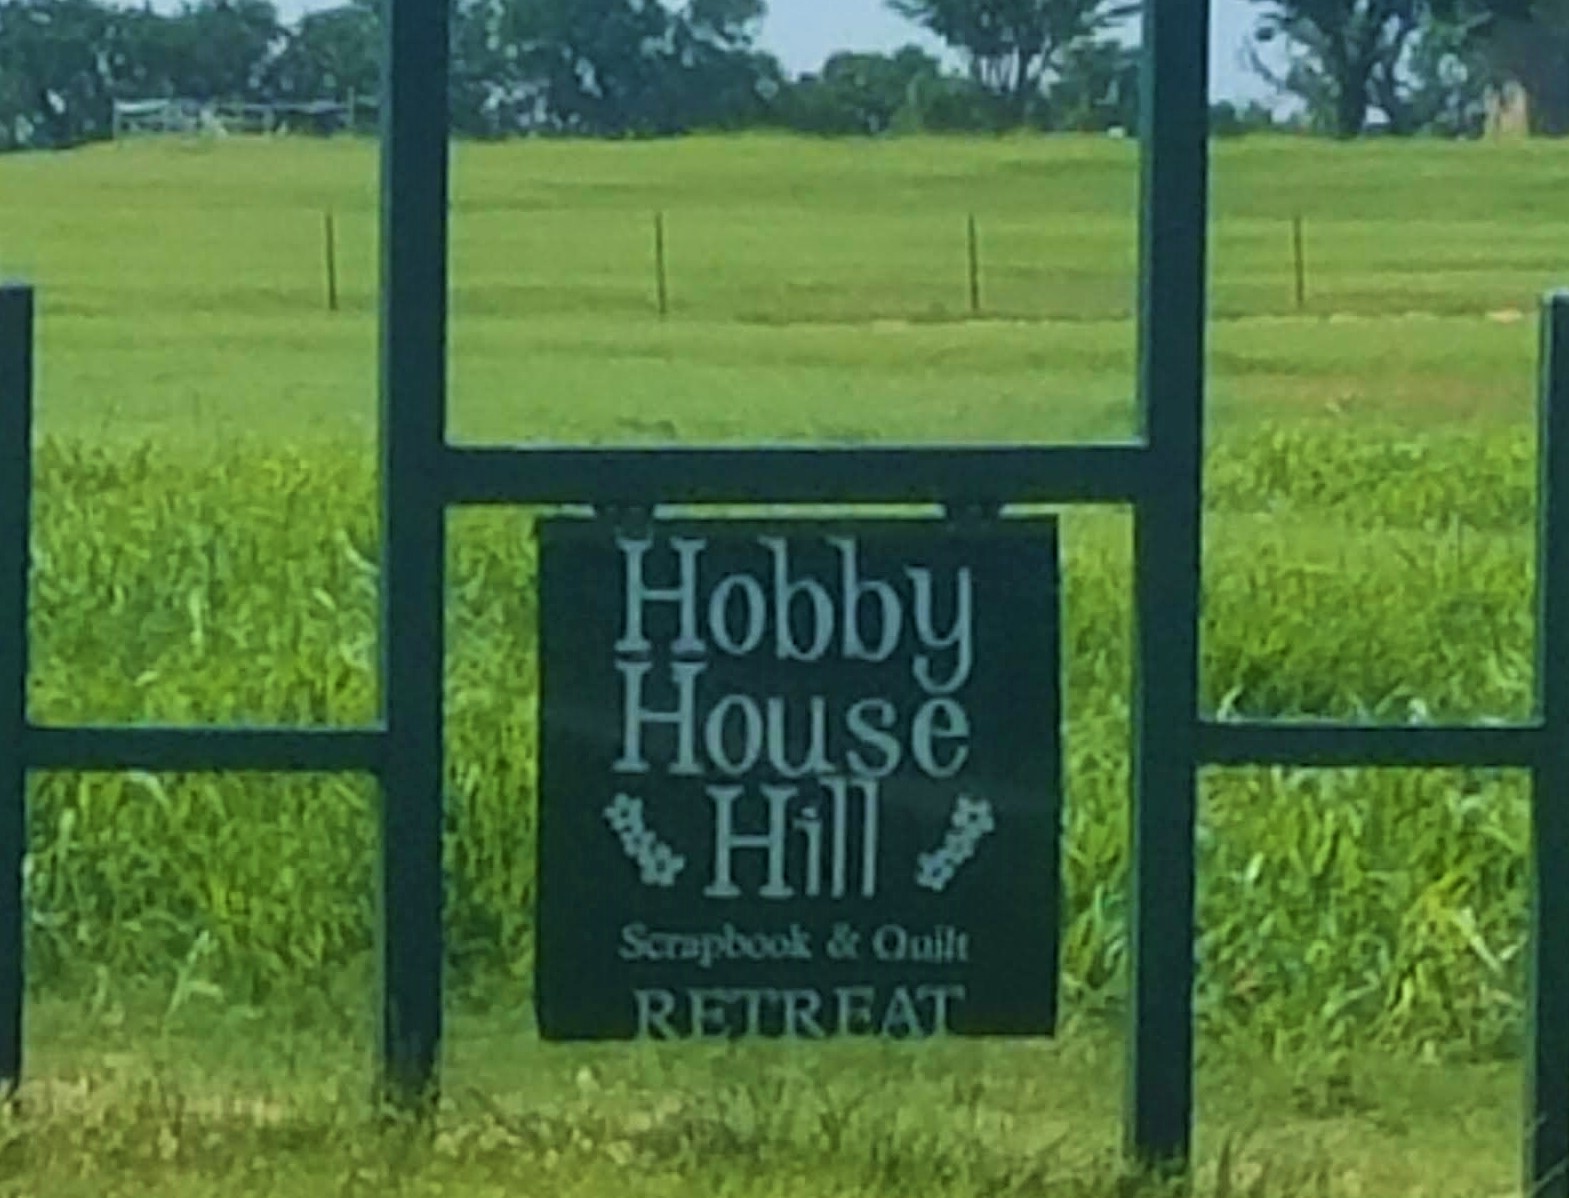 Hobby
House
Hill
Scrapbook & Quilt
RETREAT